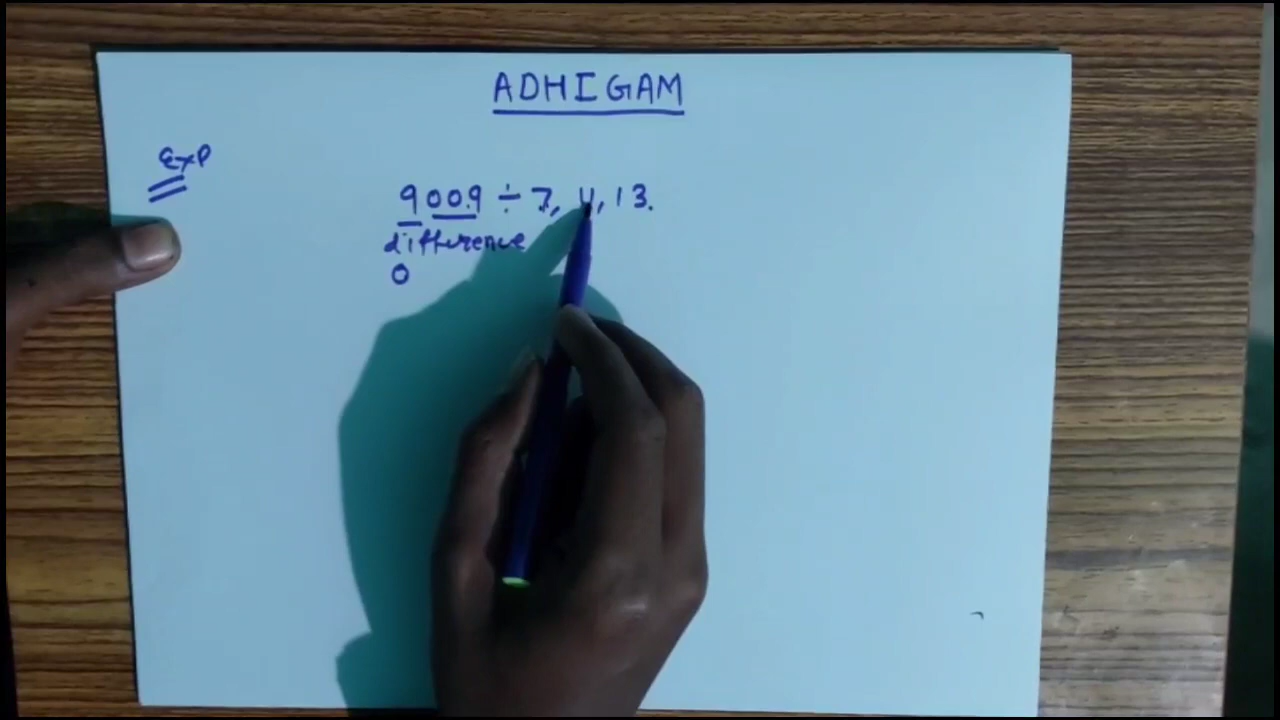 ADHIGAM
Exp
9009 ÷ 7, 11, 13.
difference
0